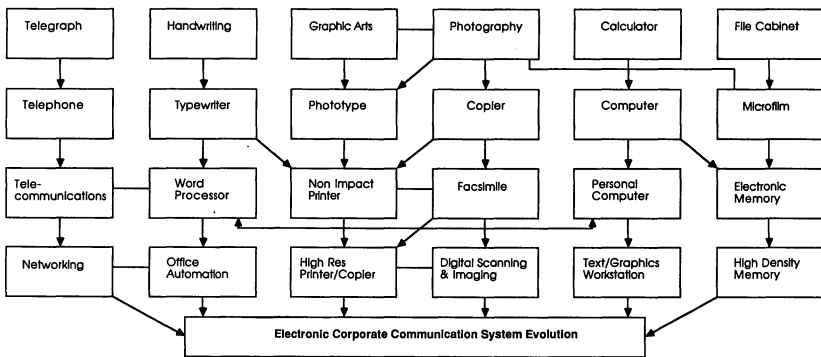 Telegraph
Handwriting
Graphic Arts
Photography
Calculator
File Cabinet
Telephone
Typewriter
Phototype
Copier
Computer
Microfilm
Tele-
communications
Word
Processor
Non Impact
Printer
Facsimile
Personal
Computer
Electronic
Memory
Networking
Office
Automation
High Res
Printer/Copier
Digital Scanning
& Imaging
Text/Graphics
Workstation
High Density
Memory
Electronic Corporate Communication System Evolution